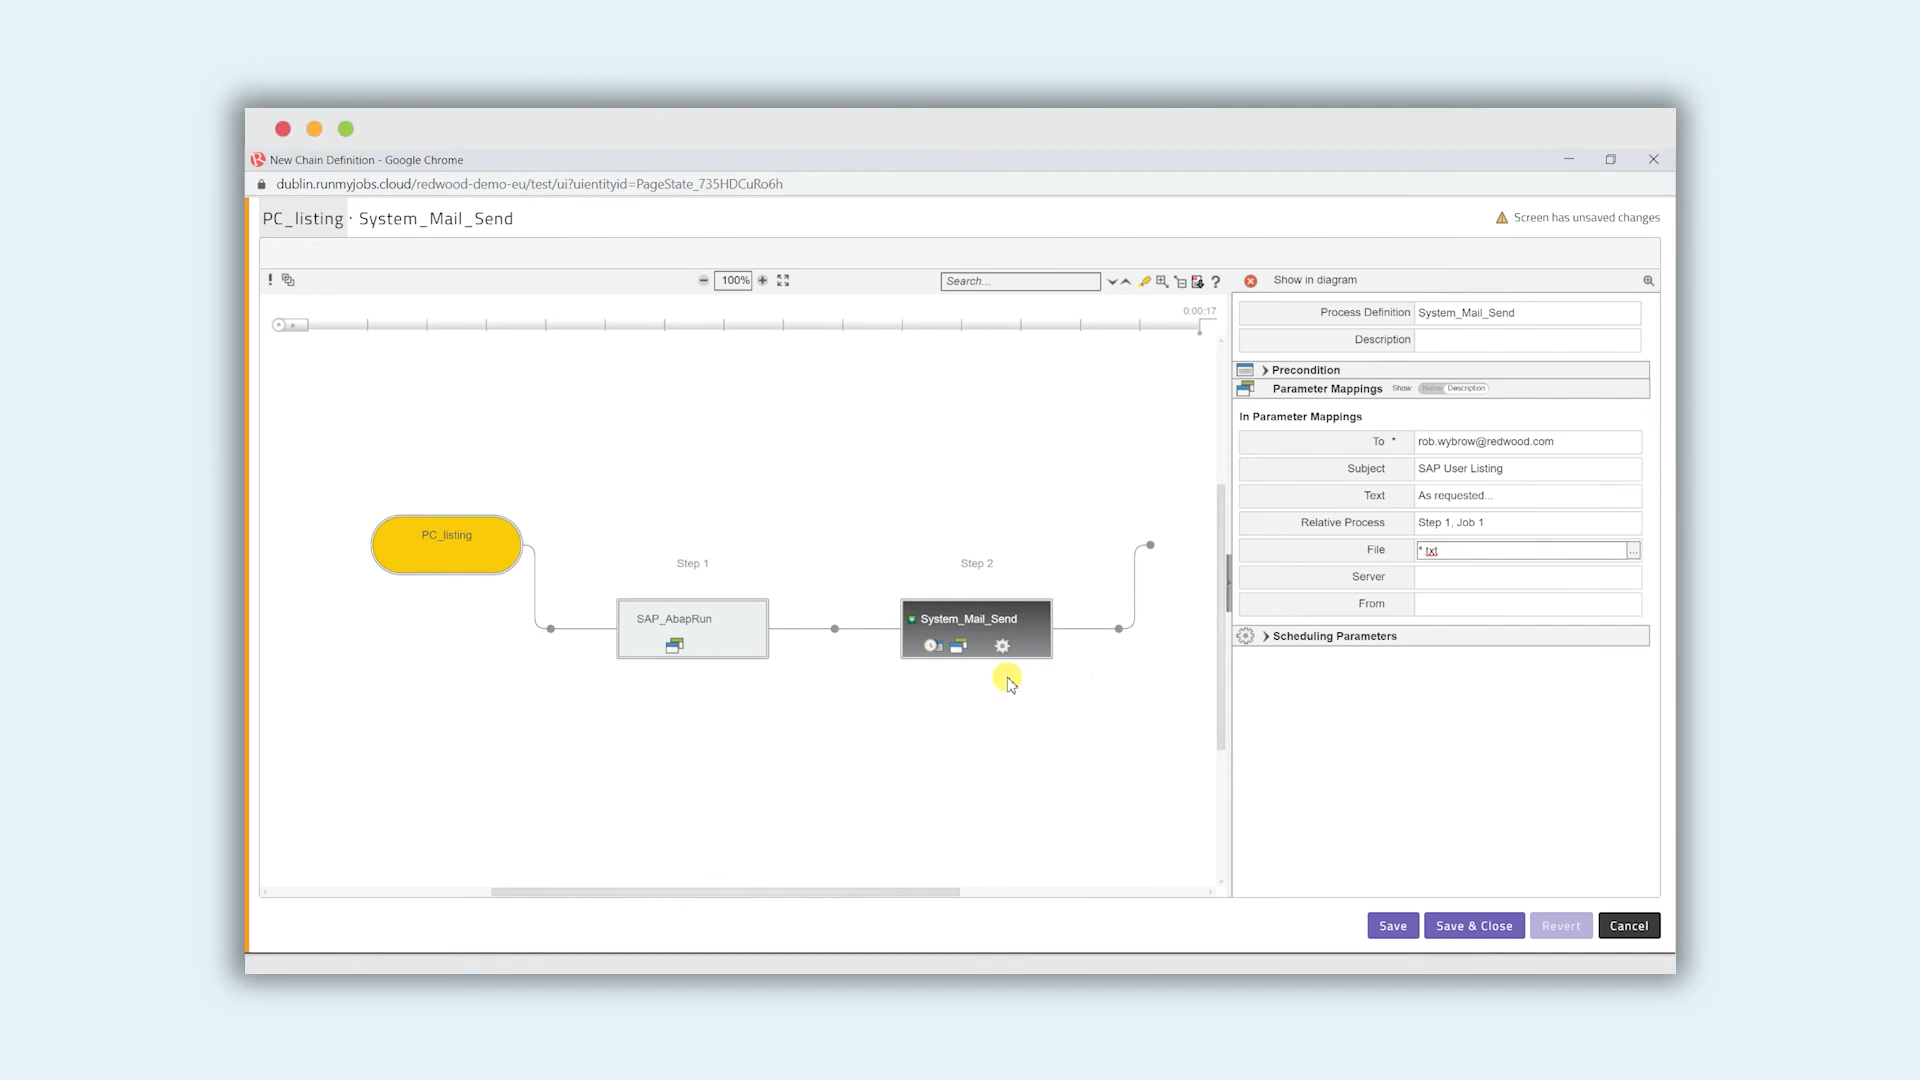 New Chain Definition - Google Chrome
dublin.runmyjobs.cloud/redwood-demo-eu/test/ui?uientityid=PageState_735HDCuRo6h
PC_listing · System_Mail_Send
Screen has unsaved changes
100%
Search...
?
Show in diagram
0:00:17
Process Definition System_Mail_Send
Description
Precondition
Parameter Mappings Show: Name Description
In Parameter Mappings
To * rob.wybrow@redwood.com
Subject SAP User Listing
Text As requested...
Relative Process Step 1, Job 1
File *.txt
...
Server
From
Scheduling Parameters
PC_listing
Step 1
Step 2
SAP_AbapRun
System_Mail_Send
Save
Save & Close
Revert
Cancel